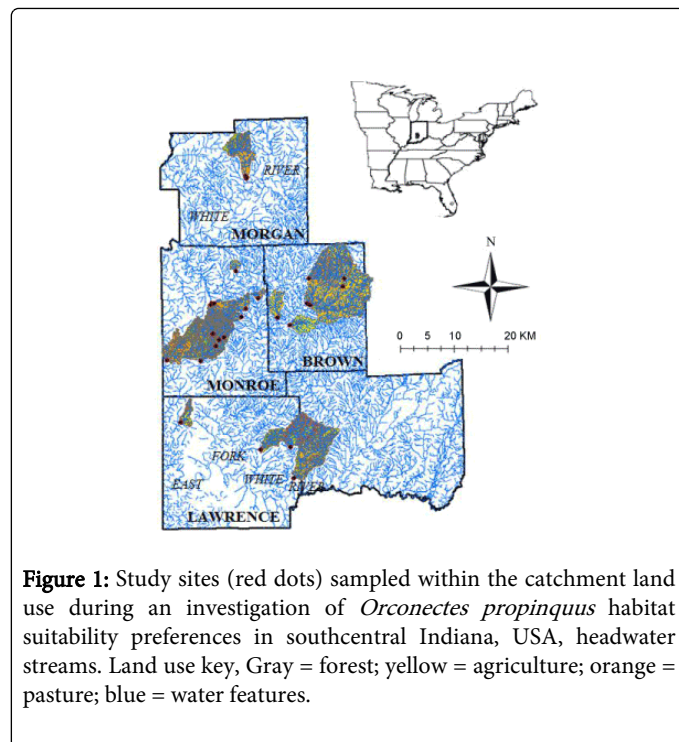 RIVER
WHITE
MORGAN
N
0 5 10 20 KM
BROWN
MONROE
FORK
EAST
WHITE
RIVER
LAWRENCE
Figure 1: Study sites (red dots) sampled within the catchment land
use during an investigation of Orconectes propinquus habitat
suitability preferences in southcentral Indiana, USA, headwater
streams. Land use key, Gray = forest; yellow = agriculture; orange =
pasture; blue = water features.